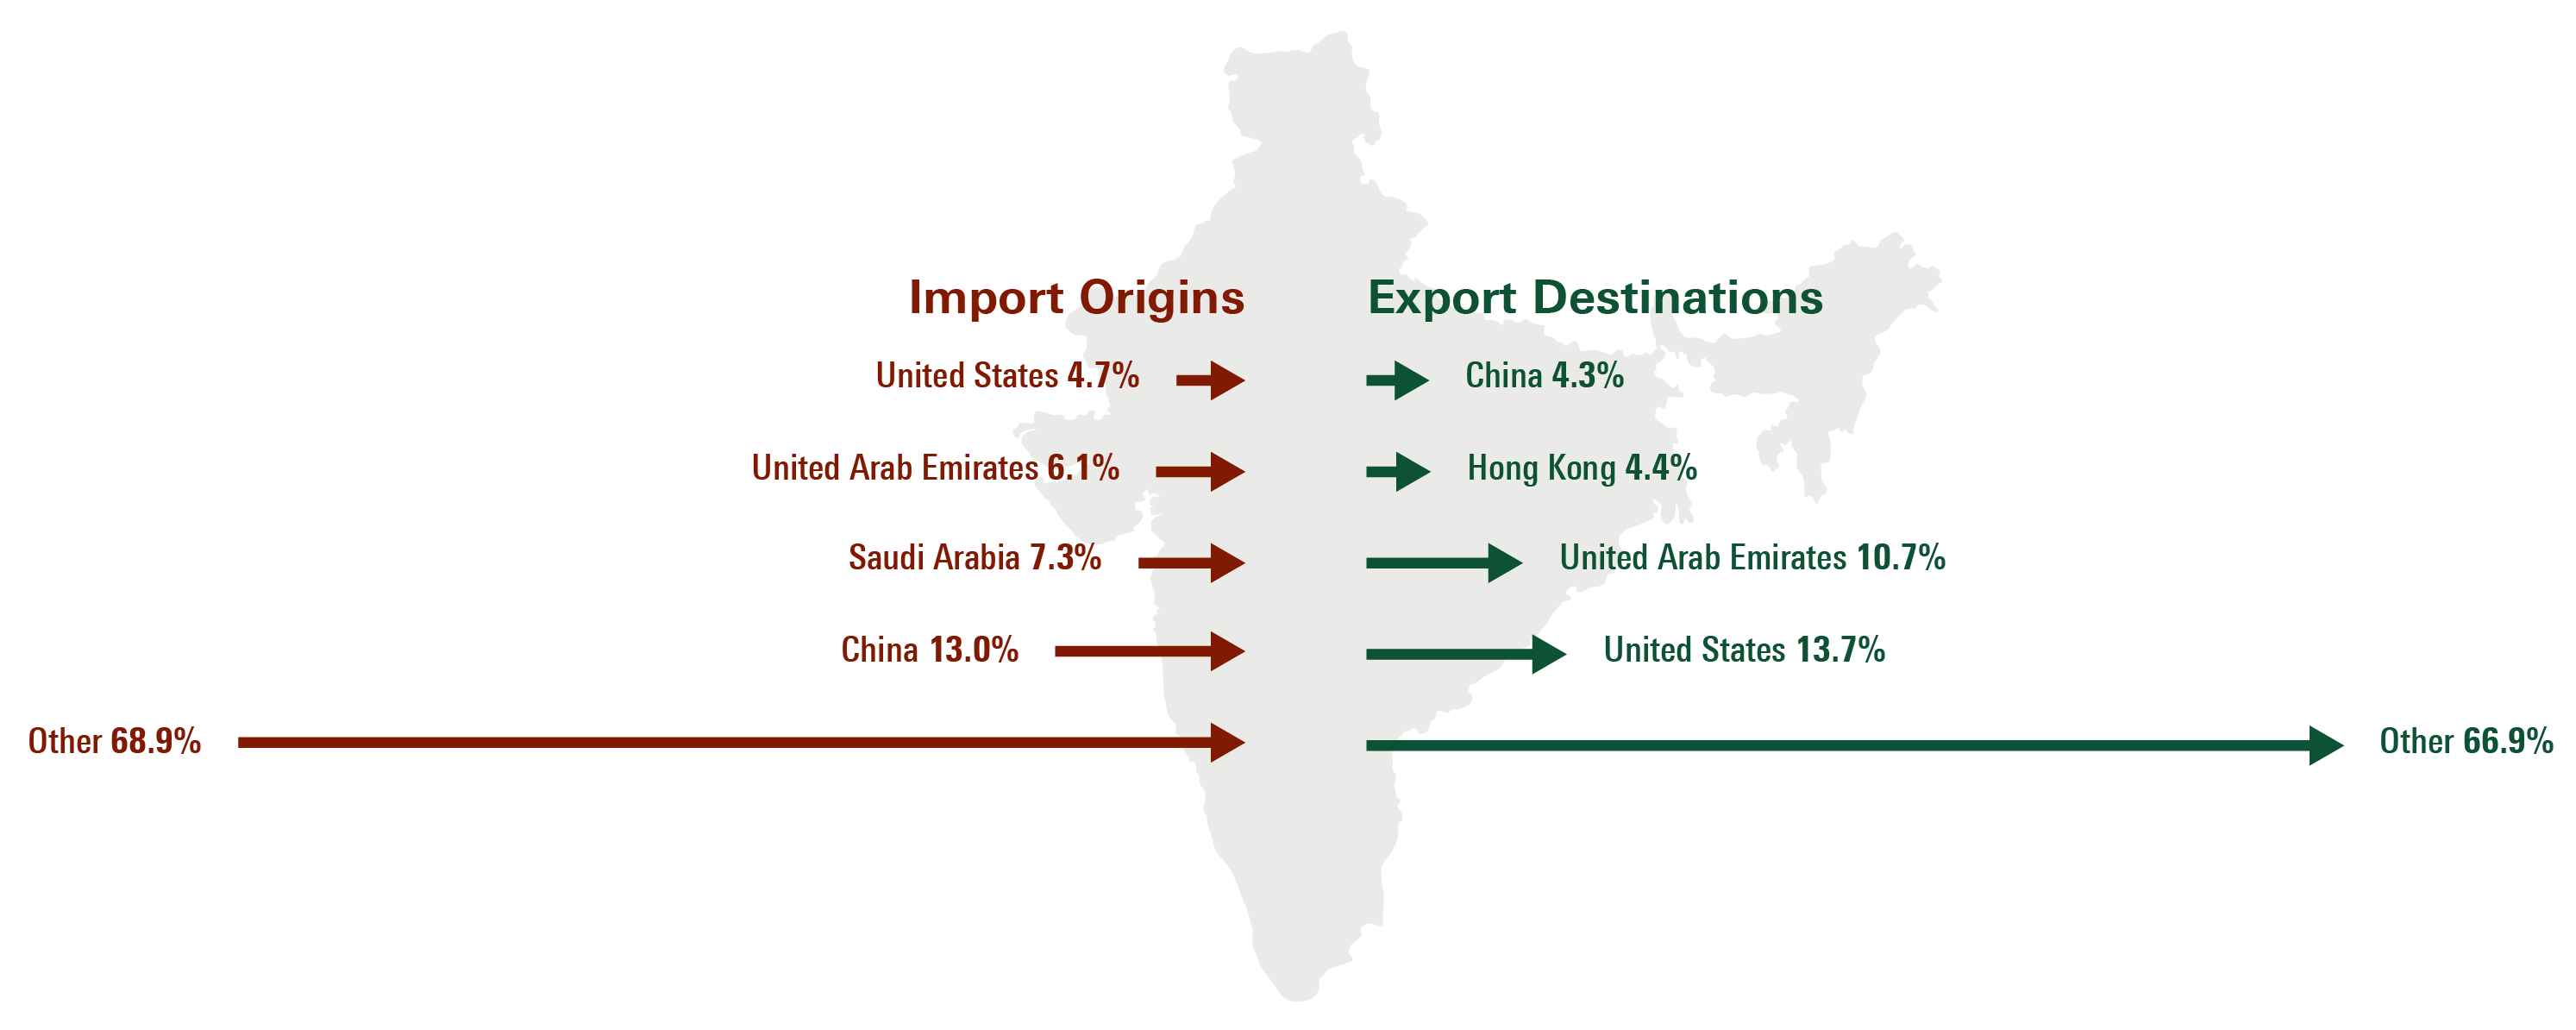 Import Origins
United States 4.7%
United Arab Emirates 6.1%
Saudi Arabia 7.3%
China 13.0%
Other 68.9%
Export Destinations
China 4.3%
Hong Kong 4.4%
United Arab Emirates 10.7%
United States 13.7%
Other 66.9%